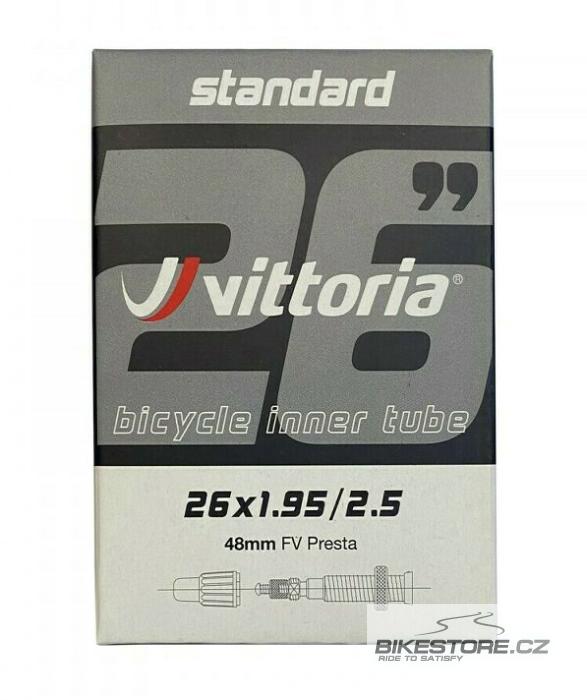 standard
26”
vittoria®
bicycle inner tube
26x1.95/2.5
48mm FV Presta
BIKESTORE.CZ
RIDE TO SATISFY